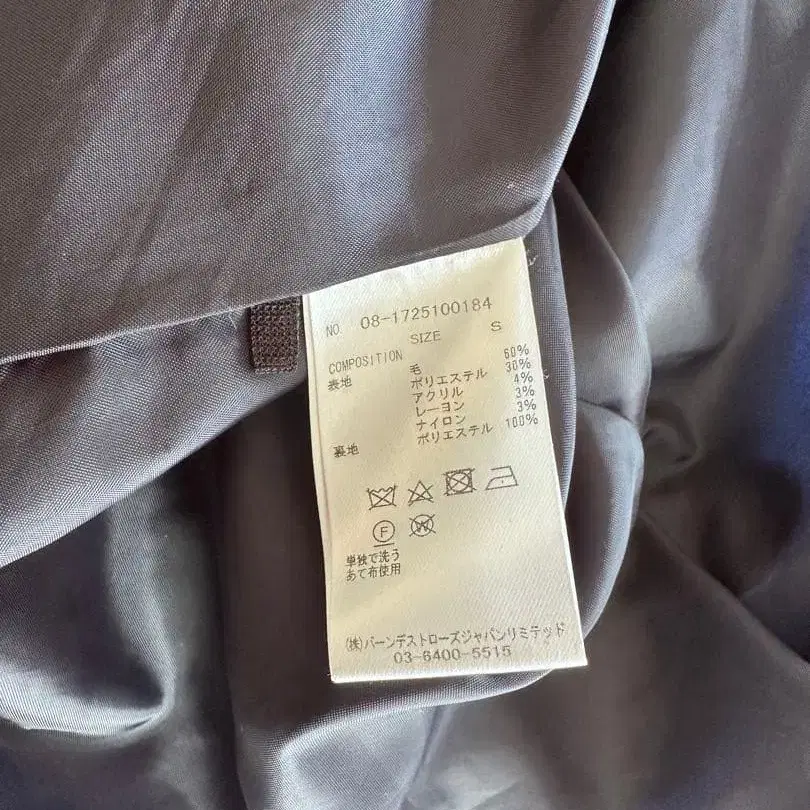 NO. 08-1725100184
SIZE S
COMPOSITION
表地 毛 60%
ポリエステル 30%
アクリル 4%
レーヨン 3%
ナイロン 3%
裏地 ポリエステル 100%
F W
単独で洗う
あて布使用
(株)バーンデストローズジャパンリミテッド
03-6400-5515